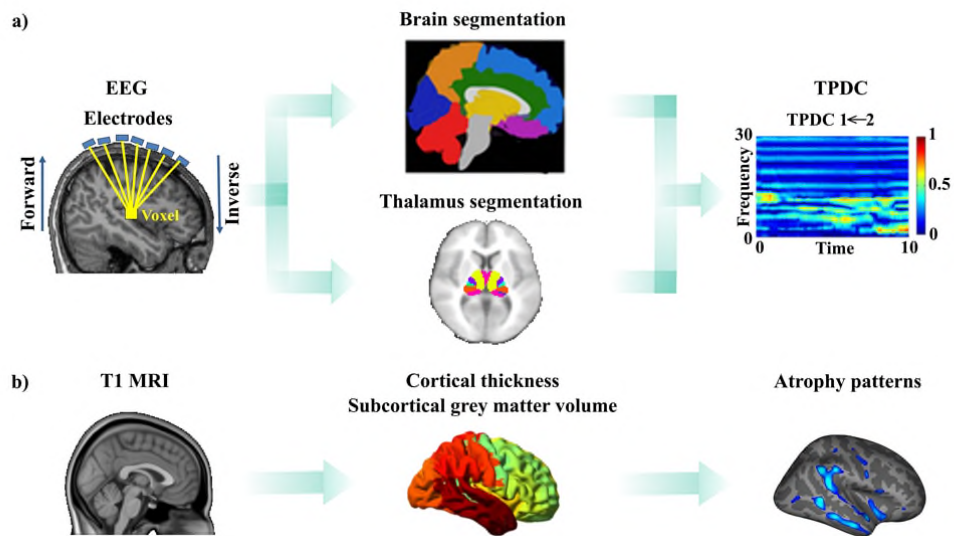 a)
Brain segmentation
EEG
Electrodes
Forward
Voxel
Inverse
Thalamus segmentation
TPDC
TPDC 1←2
30
Frequency
0
0
Time
10
1
0.5
0
b)
T1 MRI
Cortical thickness
Subcortical grey matter volume
Atrophy patterns